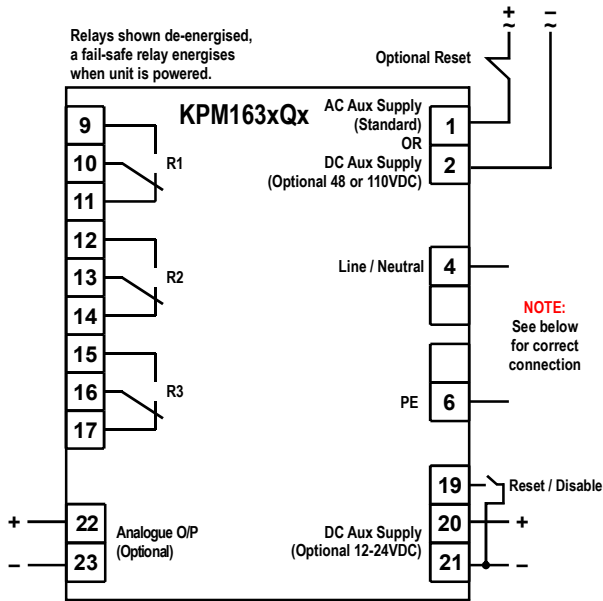 Relays shown de-energised,
a fail-safe relay energises
when unit is powered.
+
~
–
~
Optional Reset
KPM163xQx
AC Aux Supply
(Standard)
OR
DC Aux Supply
(Optional 48 or 110VDC)
1
2
9
10
11
R1
12
13
14
R2
15
16
17
R3
Line / Neutral
4
NOTE:
See below
for correct
connection
PE
6
19
Reset / Disable
20
+
21
–
DC Aux Supply
(Optional 12-24VDC)
+
22
–
23
Analogue O/P
(Optional)